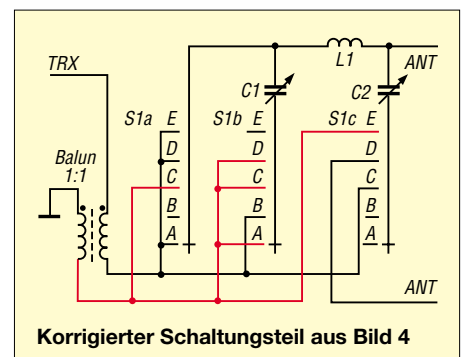 TRX
L1
ANT
C1
C2
S1a E
S1b E
S1c E
D
D
D
Balun
1:1
C
C
C
B
B
B
A
A
A
ANT
Korrigierter Schaltungsteil aus Bild 4